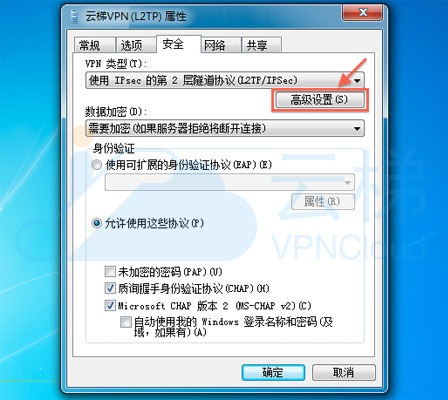 云梯VPN (L2TP) 属性
常规 选项 安全 网络 共享
VPN 类型(T):
使用 IPsec 的第 2 层隧道协议(L2TP/IPSec)
高级设置(S)
数据加密(D):
需要加密(如果服务器拒绝将断开连接)
身份验证
使用可扩展的身份验证协议(EAP)(E)
属性(R)
允许使用这些协议(P)
云梯
VPNCloud
未加密的密码(PAP)(U)
质询握手身份验证协议(CHAP)(H)
Microsoft CHAP 版本 2 (MS-CHAP v2)(C)
自动使用我的 Windows 登录名称和密码(及
域,如果有)(A)
确定 取消